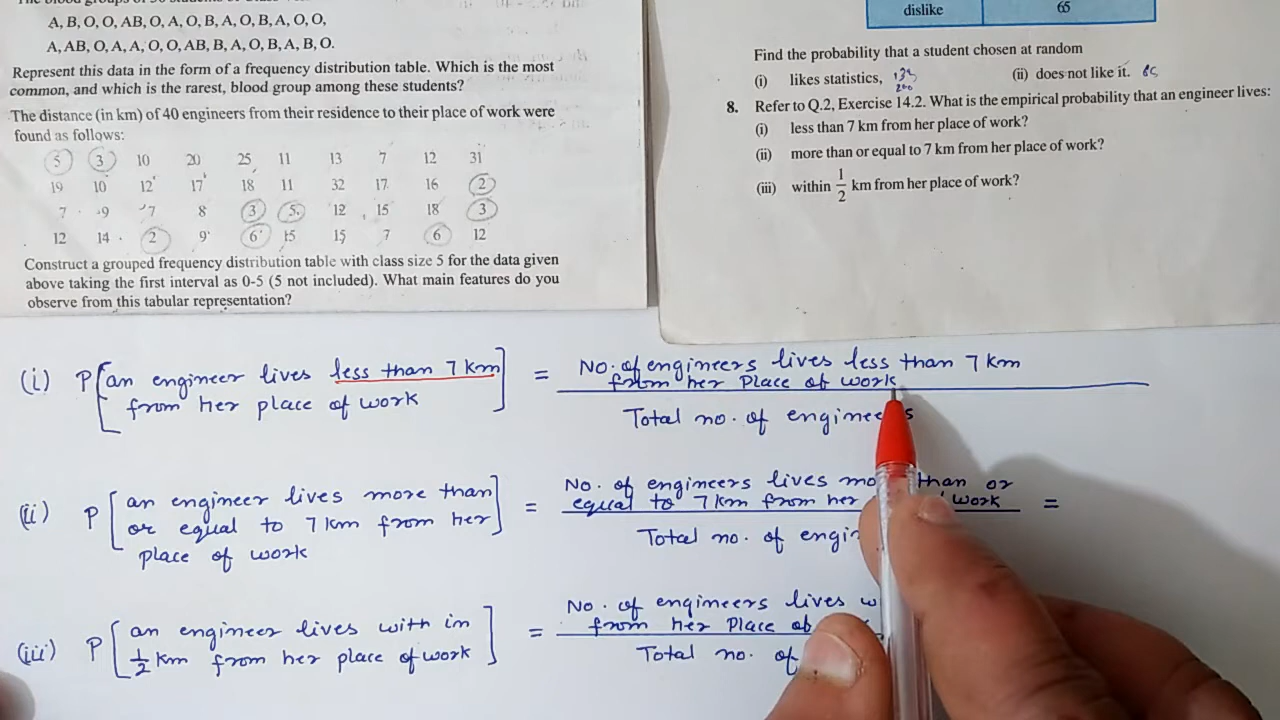 A, B, O, O, AB, O, A, O, B, A, O, B, A, O, O,
A, AB, O, A, A, O, O, AB, B, A, O, B, A, B, O.
Represent this data in the form of a frequency distribution table. Which is the most
common, and which is the rarest, blood group among these students?
The distance (in km) of 40 engineers from their residence to their place of work were
found as follows:
5 3 10 20 25 11 13 7 12 31
19 10 12 17 18 11 32 17 16 2
7 9 7 8 3 5 12 15 18 3
12 14 2 9 6 15 15 7 6 12
Construct a grouped frequency distribution table with class size 5 for the data given
above taking the first interval as 0-5 (5 not included). What main features do you
observe from this tabular representation?
dislike 65
Find the probability that a student chosen at random
(i) likes statistics, 135/200 (ii) does not like it.
8. Refer to Q.2, Exercise 14.2. What is the empirical probability that an engineer lives:
(i) less than 7 km from her place of work?
(ii) more than or equal to 7 km from her place of work?
(iii) within 1/2 km from her place of work?
(i) P[an engineer lives less than 7 km from her place of work] = No. of engineers lives less than 7 km
from her place of work
Total no. of engineers
(ii) P[an engineer lives more than or equal to 7 km from her place of work] = No. of engineers lives than or
equal to 7 km from her work =
Total no. of
(iii) P[an engineer lives with in 1/2 km from her place of work] = No. of engineers lives
from her place
Total no. of